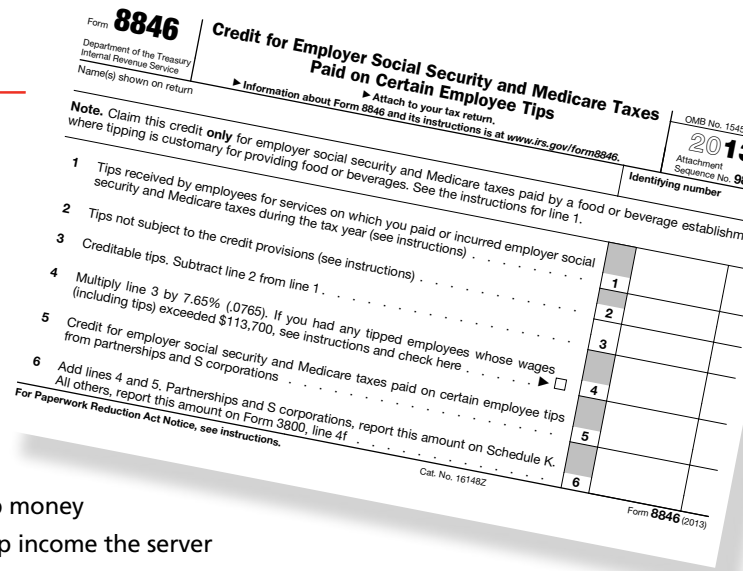 Form 8846
Department of the Treasury
Internal Revenue Service
Credit for Employer Social Security and Medicare Taxes
Paid on Certain Employee Tips
▶ Attach to your tax return.
▶ Information about Form 8846 and its instructions is at www.irs.gov/form8846.
OMB No. 1545
2013
Attachment
Sequence No. 98
Name(s) shown on return
Identifying number
Note. Claim this credit only for employer social security and Medicare taxes paid by a food or beverage establishm
where tipping is customary for providing food or beverages. See the instructions for line 1.
1 Tips received by employees for services on which you paid or incurred employer social
security and Medicare taxes during the tax year (see instructions) . . . . . . . 1
2 Tips not subject to the credit provisions (see instructions) . . . . . . . . . . 2
3 Creditable tips. Subtract line 2 from line 1 . . . . . . . . . . . . . . . 3
4 Multiply line 3 by 7.65% (.0765). If you had any tipped employees whose wages
(including tips) exceeded $113,700, see instructions and check here . . . . . ▶ ☐ 4
5 Credit for employer social security and Medicare taxes paid on certain employee tips
from partnerships and S corporations . . . . . . . . . . . . . . . . 5
6 Add lines 4 and 5. Partnerships and S corporations, report this amount on Schedule K.
All others, report this amount on Form 3800, line 4f . . . . . . . . . . . . 6
For Paperwork Reduction Act Notice, see instructions.
Cat. No. 16148Z
Form 8846 (2013)
money
p income the server